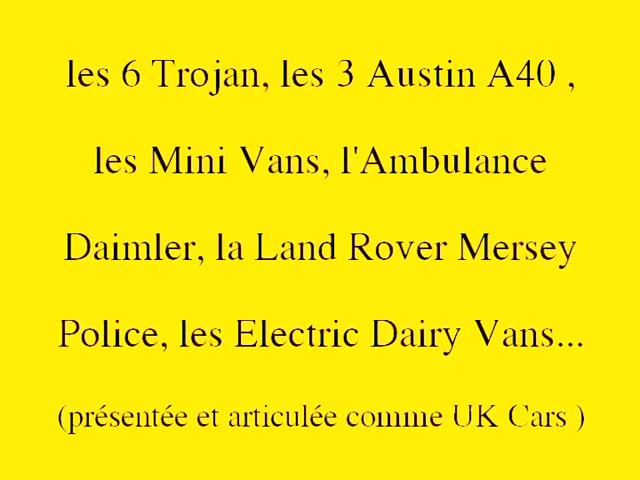 les 6 Trojan, les 3 Austin A40 ,
les Mini Vans, l'Ambulance
Daimler, la Land Rover Mersey
Police, les Electric Dairy Vans...
(présentée et articulée comme UK Cars )